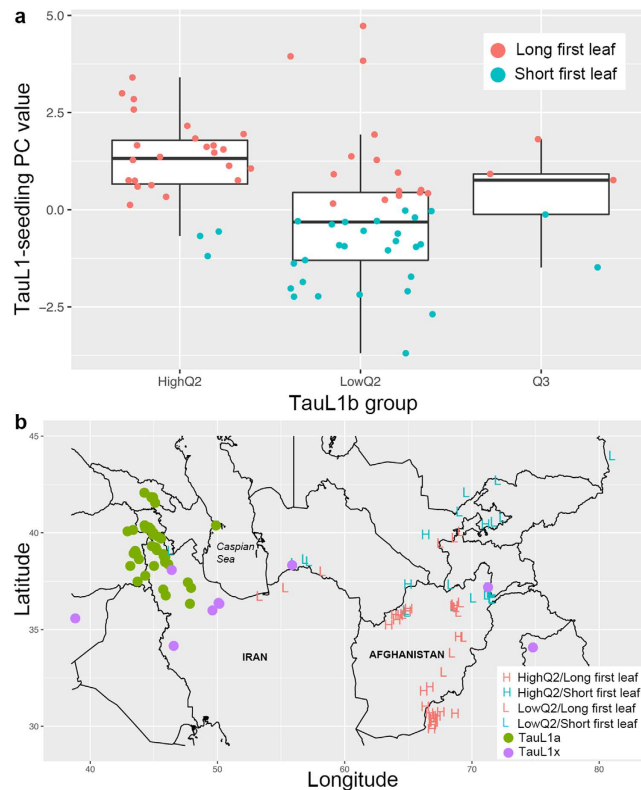 a
TauL1-seedling PC value
5.0
2.5
0.0
−2.5
Long first leaf
Short first leaf
HighQ2
LowQ2
Q3
TauL1b group
b
Latitude
45
40
35
30
Caspian
Sea
IRAN
AFGHANISTAN
H HighQ2/Long first leaf
H HighQ2/Short first leaf
L LowQ2/Long first leaf
L LowQ2/Short first leaf
TauL1a
TauL1x
40
50
60
70
80
Longitude